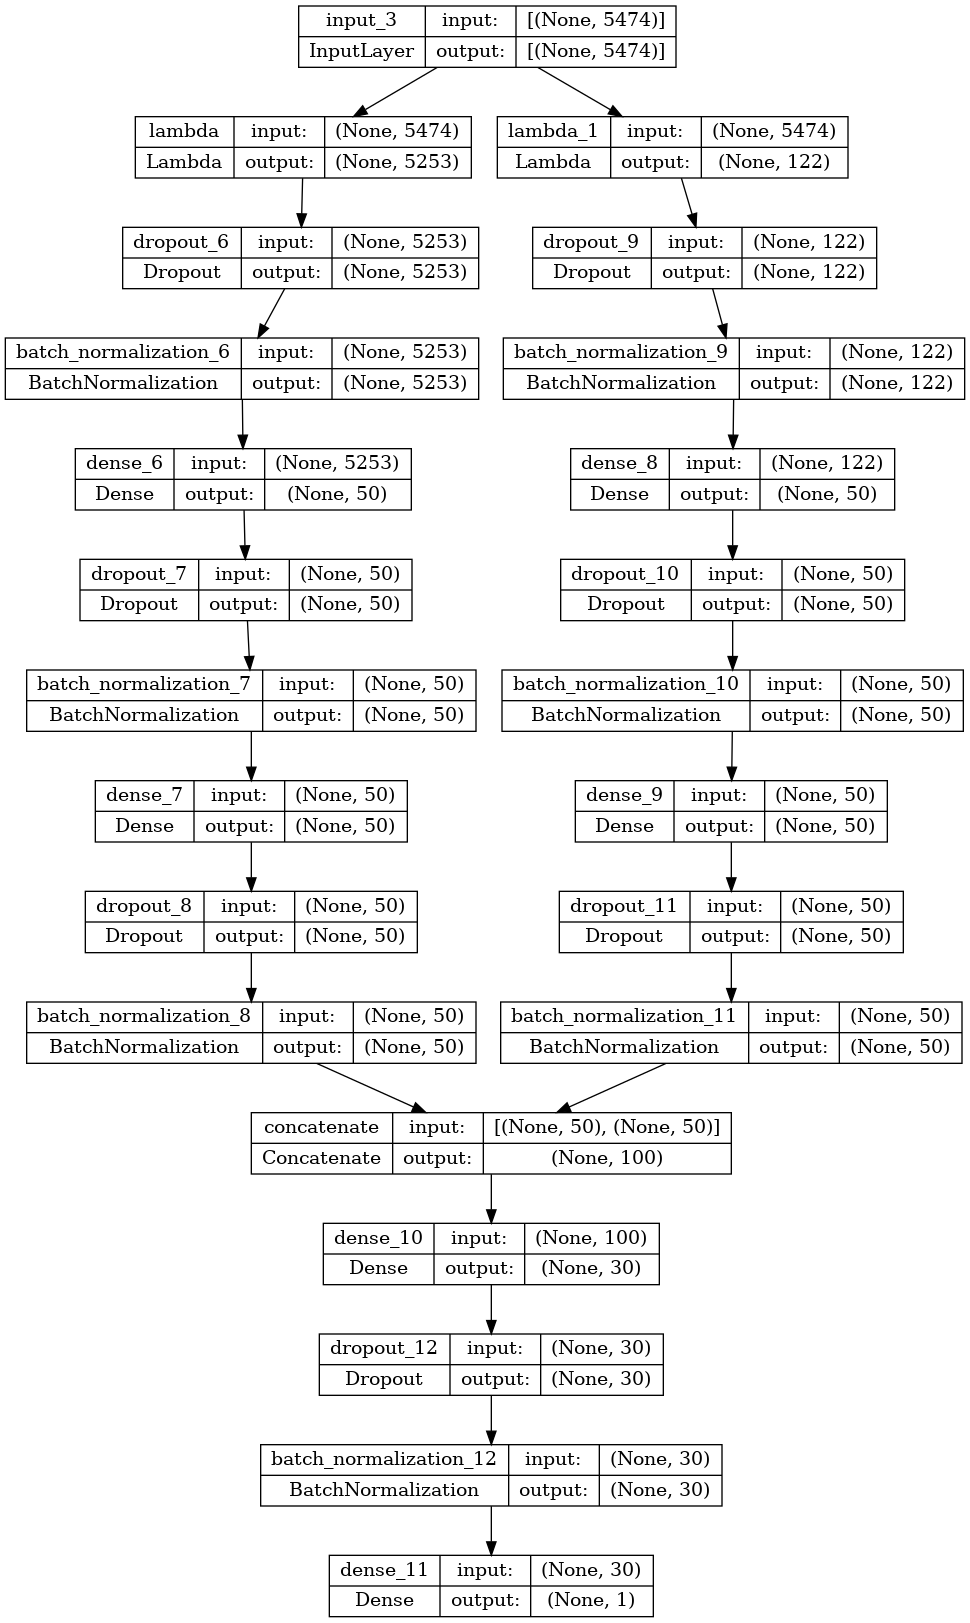 input_3 input: [(None, 5474)]
InputLayer output: [(None, 5474)]
lambda input: (None, 5474)
Lambda output: (None, 5253)
lambda_1 input: (None, 5474)
Lambda output: (None, 122)
dropout_6 input: (None, 5253)
Dropout output: (None, 5253)
dropout_9 input: (None, 122)
Dropout output: (None, 122)
batch_normalization_6 input: (None, 5253)
BatchNormalization output: (None, 5253)
batch_normalization_9 input: (None, 122)
BatchNormalization output: (None, 122)
dense_6 input: (None, 5253)
Dense output: (None, 50)
dense_8 input: (None, 122)
Dense output: (None, 50)
dropout_7 input: (None, 50)
Dropout output: (None, 50)
dropout_10 input: (None, 50)
Dropout output: (None, 50)
batch_normalization_7 input: (None, 50)
BatchNormalization output: (None, 50)
batch_normalization_10 input: (None, 50)
BatchNormalization output: (None, 50)
dense_7 input: (None, 50)
Dense output: (None, 50)
dense_9 input: (None, 50)
Dense output: (None, 50)
dropout_8 input: (None, 50)
Dropout output: (None, 50)
dropout_11 input: (None, 50)
Dropout output: (None, 50)
batch_normalization_8 input: (None, 50)
BatchNormalization output: (None, 50)
batch_normalization_11 input: (None, 50)
BatchNormalization output: (None, 50)
concatenate input: [(None, 50), (None, 50)]
Concatenate output: (None, 100)
dense_10 input: (None, 100)
Dense output: (None, 30)
dropout_12 input: (None, 30)
Dropout output: (None, 30)
batch_normalization_12 input: (None, 30)
BatchNormalization output: (None, 30)
dense_11 input: (None, 30)
Dense output: (None, 1)